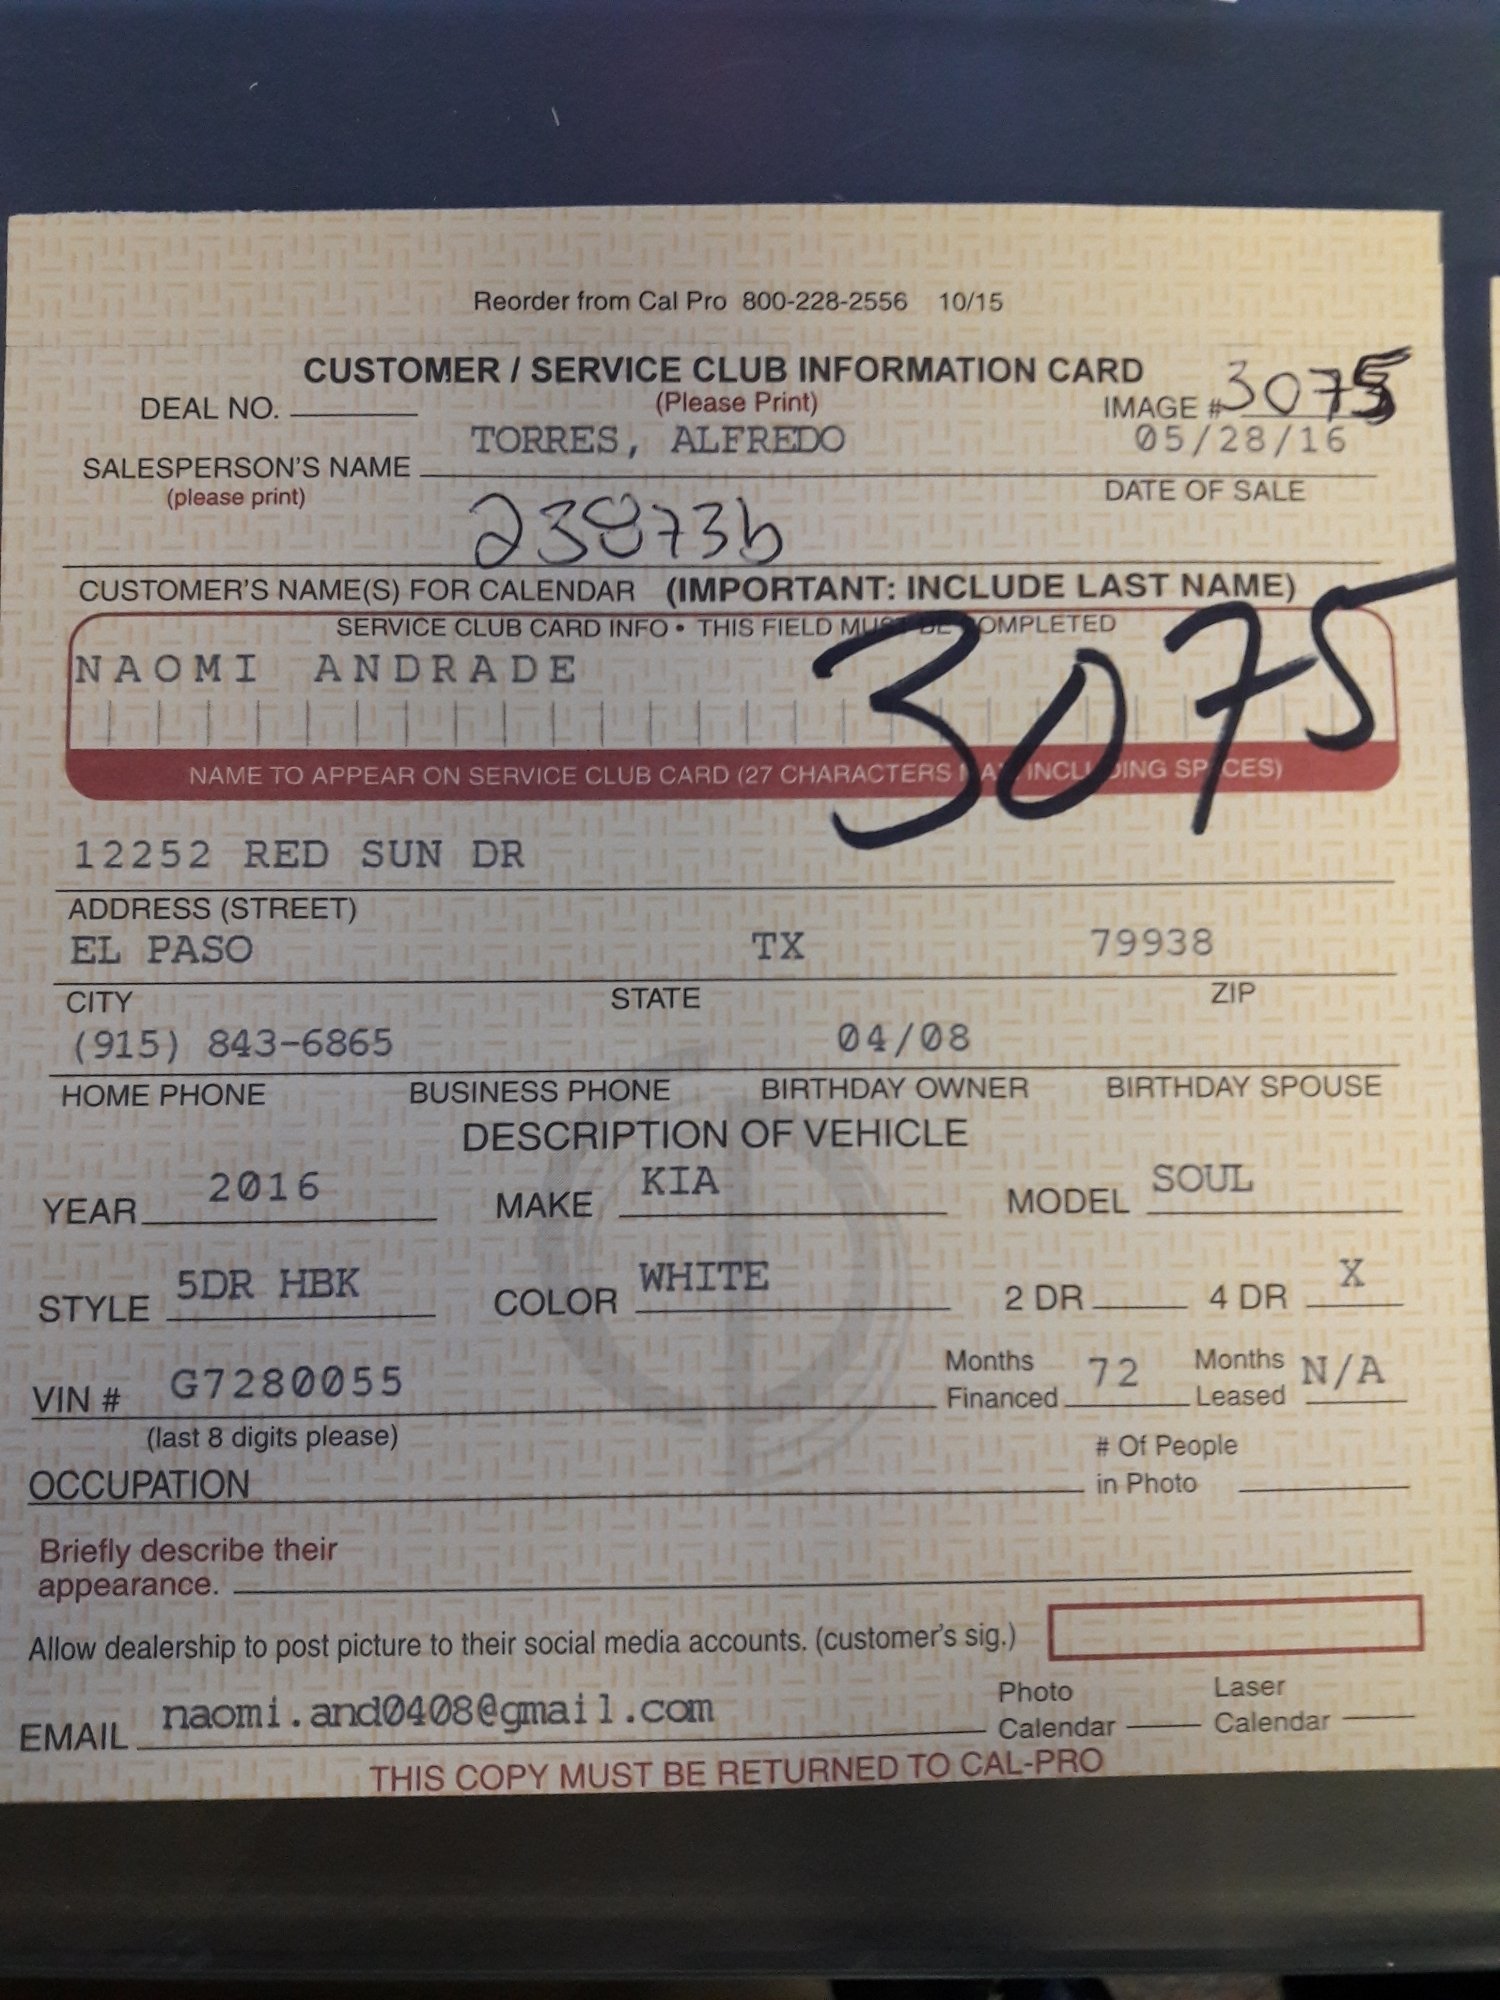 Reorder from Cal Pro 800-228-2556 10/15
CUSTOMER / SERVICE CLUB INFORMATION CARD
(Please Print)
DEAL NO. IMAGE # 3075
TORRES, ALFREDO 05/28/16
SALESPERSON'S NAME DATE OF SALE
(please print)
238736
CUSTOMER'S NAME(S) FOR CALENDAR (IMPORTANT: INCLUDE LAST NAME)
SERVICE CLUB CARD INFO • THIS FIELD MUST BE COMPLETED
NAOMI ANDRADE
3075
NAME TO APPEAR ON SERVICE CLUB CARD (27 CHARACTERS MAX INCLUDING SPACES)
12252 RED SUN DR
ADDRESS (STREET)
EL PASO TX 79938
CITY STATE ZIP
(915) 843-6865 04/08
HOME PHONE BUSINESS PHONE BIRTHDAY OWNER BIRTHDAY SPOUSE
DESCRIPTION OF VEHICLE
YEAR 2016 MAKE KIA MODEL SOUL
STYLE 5DR HBK COLOR WHITE 2 DR 4 DR X
VIN # G7280055 Months Financed 72 Months Leased N/A
(last 8 digits please)
OCCUPATION # Of People in Photo
Briefly describe their
appearance.
Allow dealership to post picture to their social media accounts. (customer's sig.)
EMAIL naomi.and0408@gmail.com Photo Calendar Laser Calendar
THIS COPY MUST BE RETURNED TO CAL-PRO